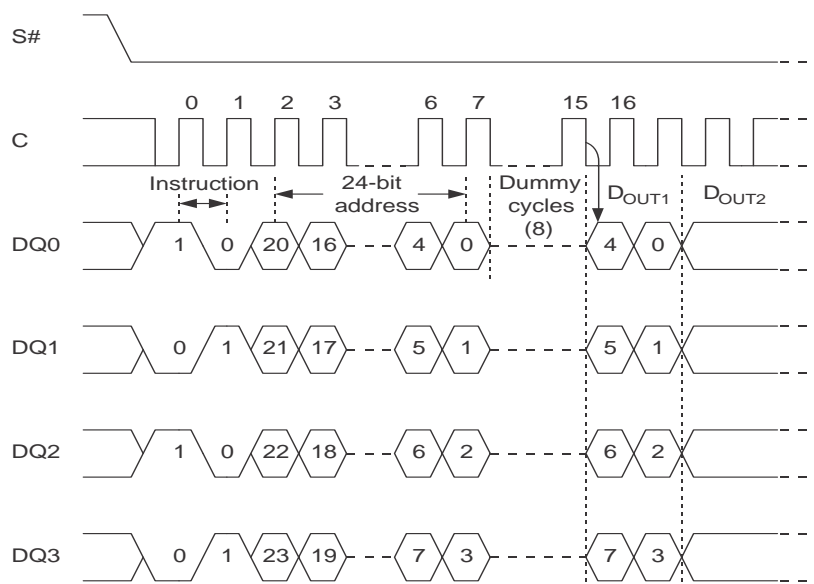 S#
0 1 2 3 6 7 15 16
C
Instruction 24-bit address Dummy cycles (8) DOUT1 DOUT2
DQ0 1 0 20 16 4 0 4 0
DQ1 0 1 21 17 5 1 5 1
DQ2 1 0 22 18 6 2 6 2
DQ3 0 1 23 19 7 3 7 3